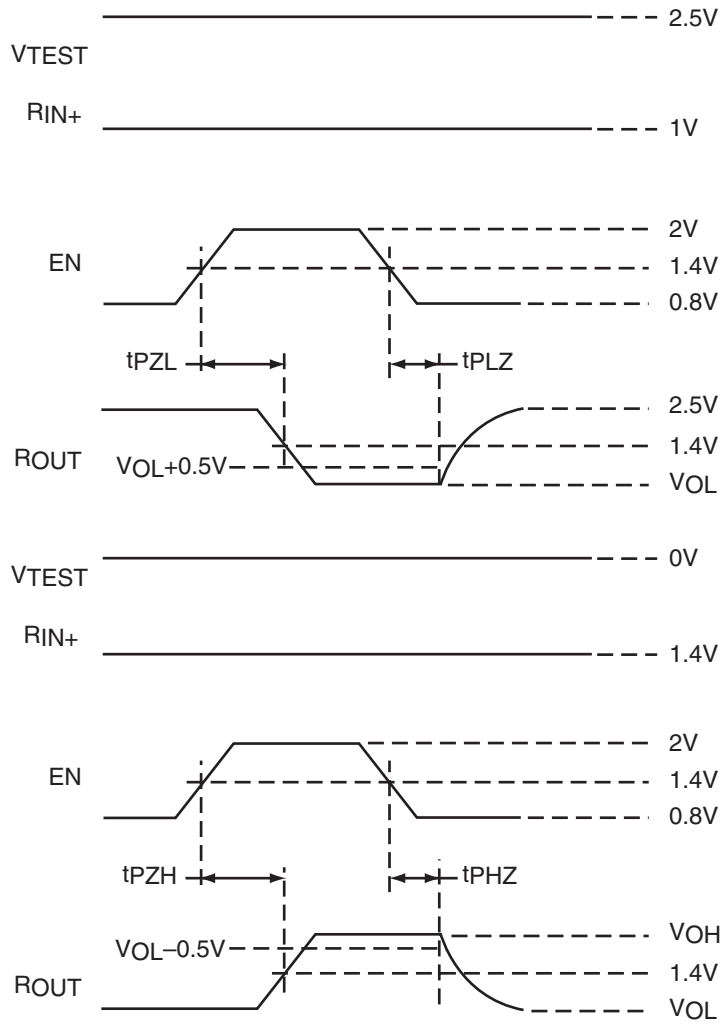 2.5V
VTEST
RIN+
1V
2V
EN
1.4V
0.8V
tPZL
tPLZ
2.5V
1.4V
ROUT
VOL+0.5V
VOL
0V
VTEST
RIN+
1.4V
2V
EN
1.4V
0.8V
tPZH
tPHZ
VOH
VOL–0.5V
1.4V
ROUT
VOL